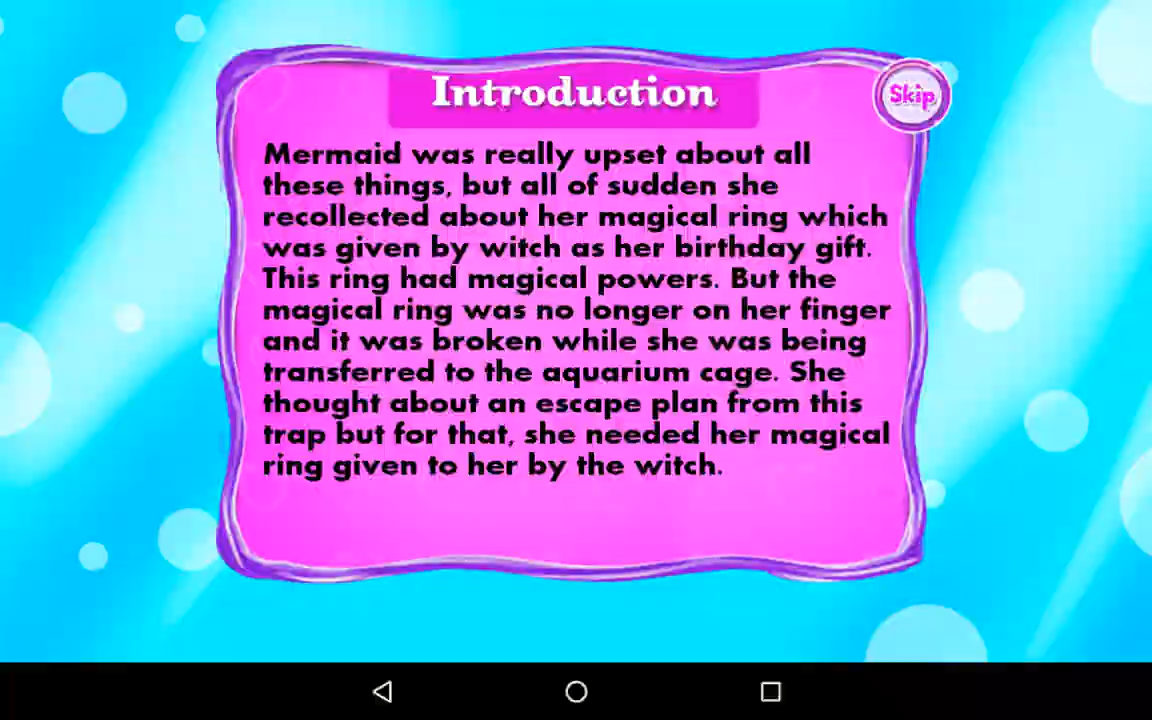 Introduction
Skip
Mermaid was really upset about all
these things, but all of sudden she
recollected about her magical ring which
was given by witch as her birthday gift.
This ring had magical powers. But the
magical ring was no longer on her finger
and it was broken while she was being
transferred to the aquarium cage. She
thought about an escape plan from this
trap but for that, she needed her magical
ring given to her by the witch.